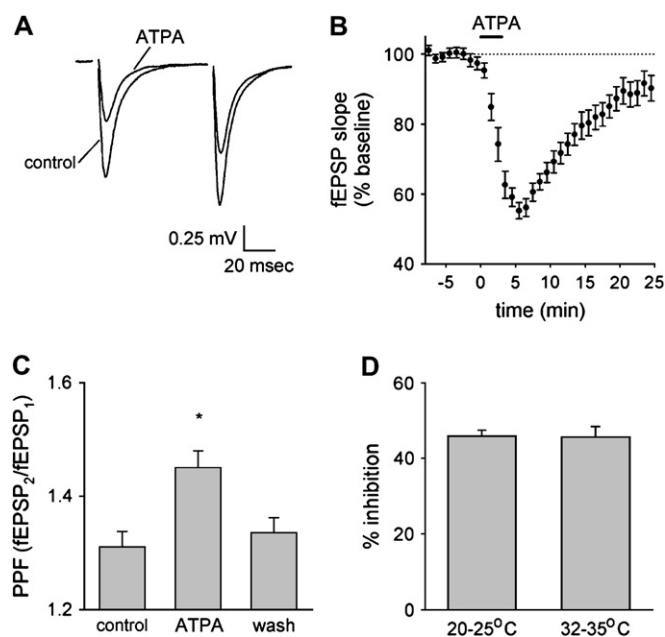 A
ATPA
control
0.25 mV
20 msec
B
ATPA
fEPSP slope
(% baseline)
100
80
60
40
-5
0
5
10
15
20
25
time (min)
C
PPF (fEPSP₂/fEPSP₁)
1.6
1.4
1.2
*
control
ATPA
wash
D
% inhibition
60
40
20
0
20-25°C
32-35°C